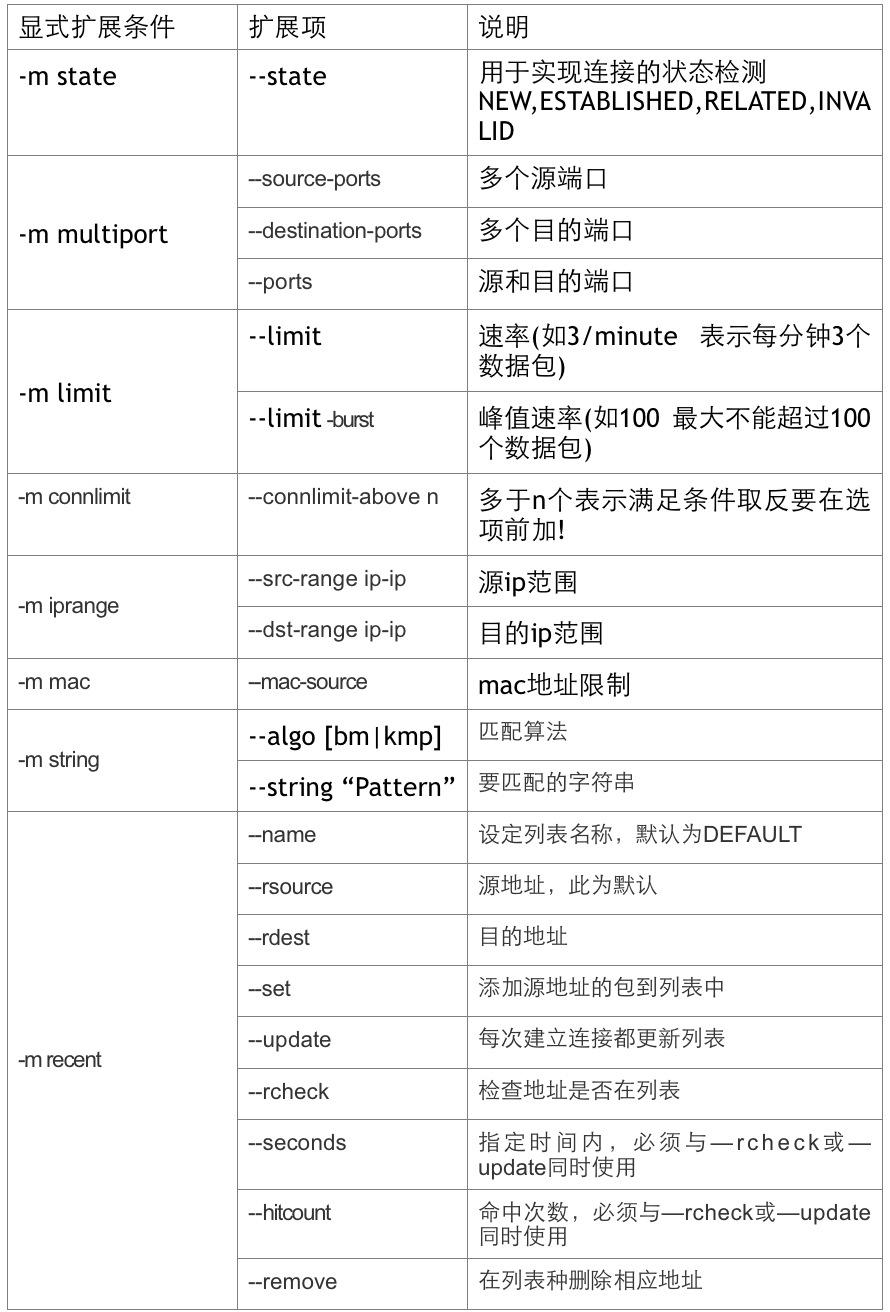 显式扩展条件 扩展项 说明
-m state --state 用于实现连接的状态检测
NEW,ESTABLISHED,RELATED,INVA
LID
-m multiport
--source-ports 多个源端口
--destination-ports 多个目的端口
--ports 源和目的端口
-m limit
--limit 速率(如3/minute 表示每分钟3个
数据包)
--limit -burst 峰值速率(如100 最大不能超过100
个数据包)
-m connlimit --connlimit-above n 多于n个表示满足条件取反要在选
项前加!
-m iprange
--src-range ip-ip 源ip范围
--dst-range ip-ip 目的ip范围
-m mac --mac-source mac地址限制
-m string
--algo [bm|kmp] 匹配算法
--string “Pattern” 要匹配的字符串
-m recent
--name 设定列表名称，默认为DEFAULT
--rsource 源地址，此为默认
--rdest 目的地址
--set 添加源地址的包到列表中
--update 每次建立连接都更新列表
--rcheck 检查地址是否在列表
--seconds 指定时间内，必须与—rcheck或—
update同时使用
--hitcount 命中次数，必须与—rcheck或—update
同时使用
--remove 在列表种删除相应地址